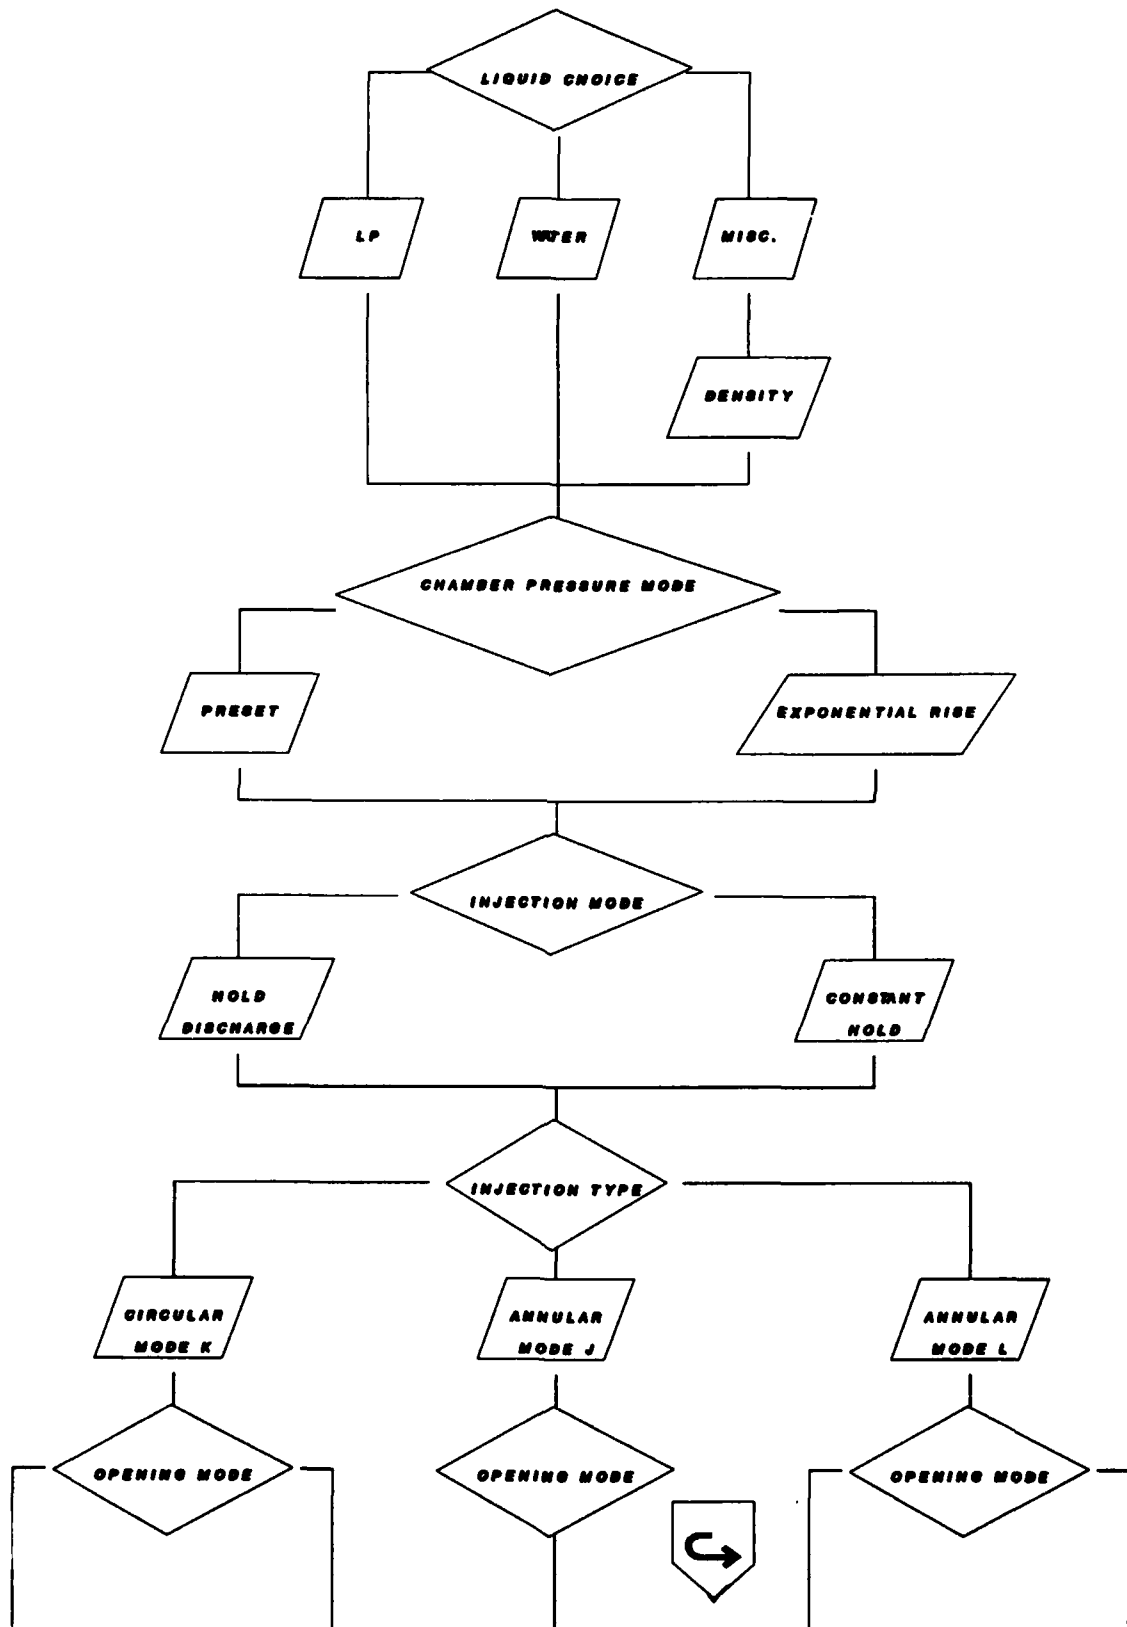 LIQUID CHOICE
LP
WATER
MISC.
DENSITY
CHAMBER PRESSURE MODE
PRESET
EXPONENTIAL RISE
INJECTION MODE
HOLD
DISCHARGE
CONSTANT
HOLD
INJECTION TYPE
CIRCULAR
MODE K
ANNULAR
MODE J
ANNULAR
MODE L
OPENING MODE
OPENING MODE
OPENING MODE